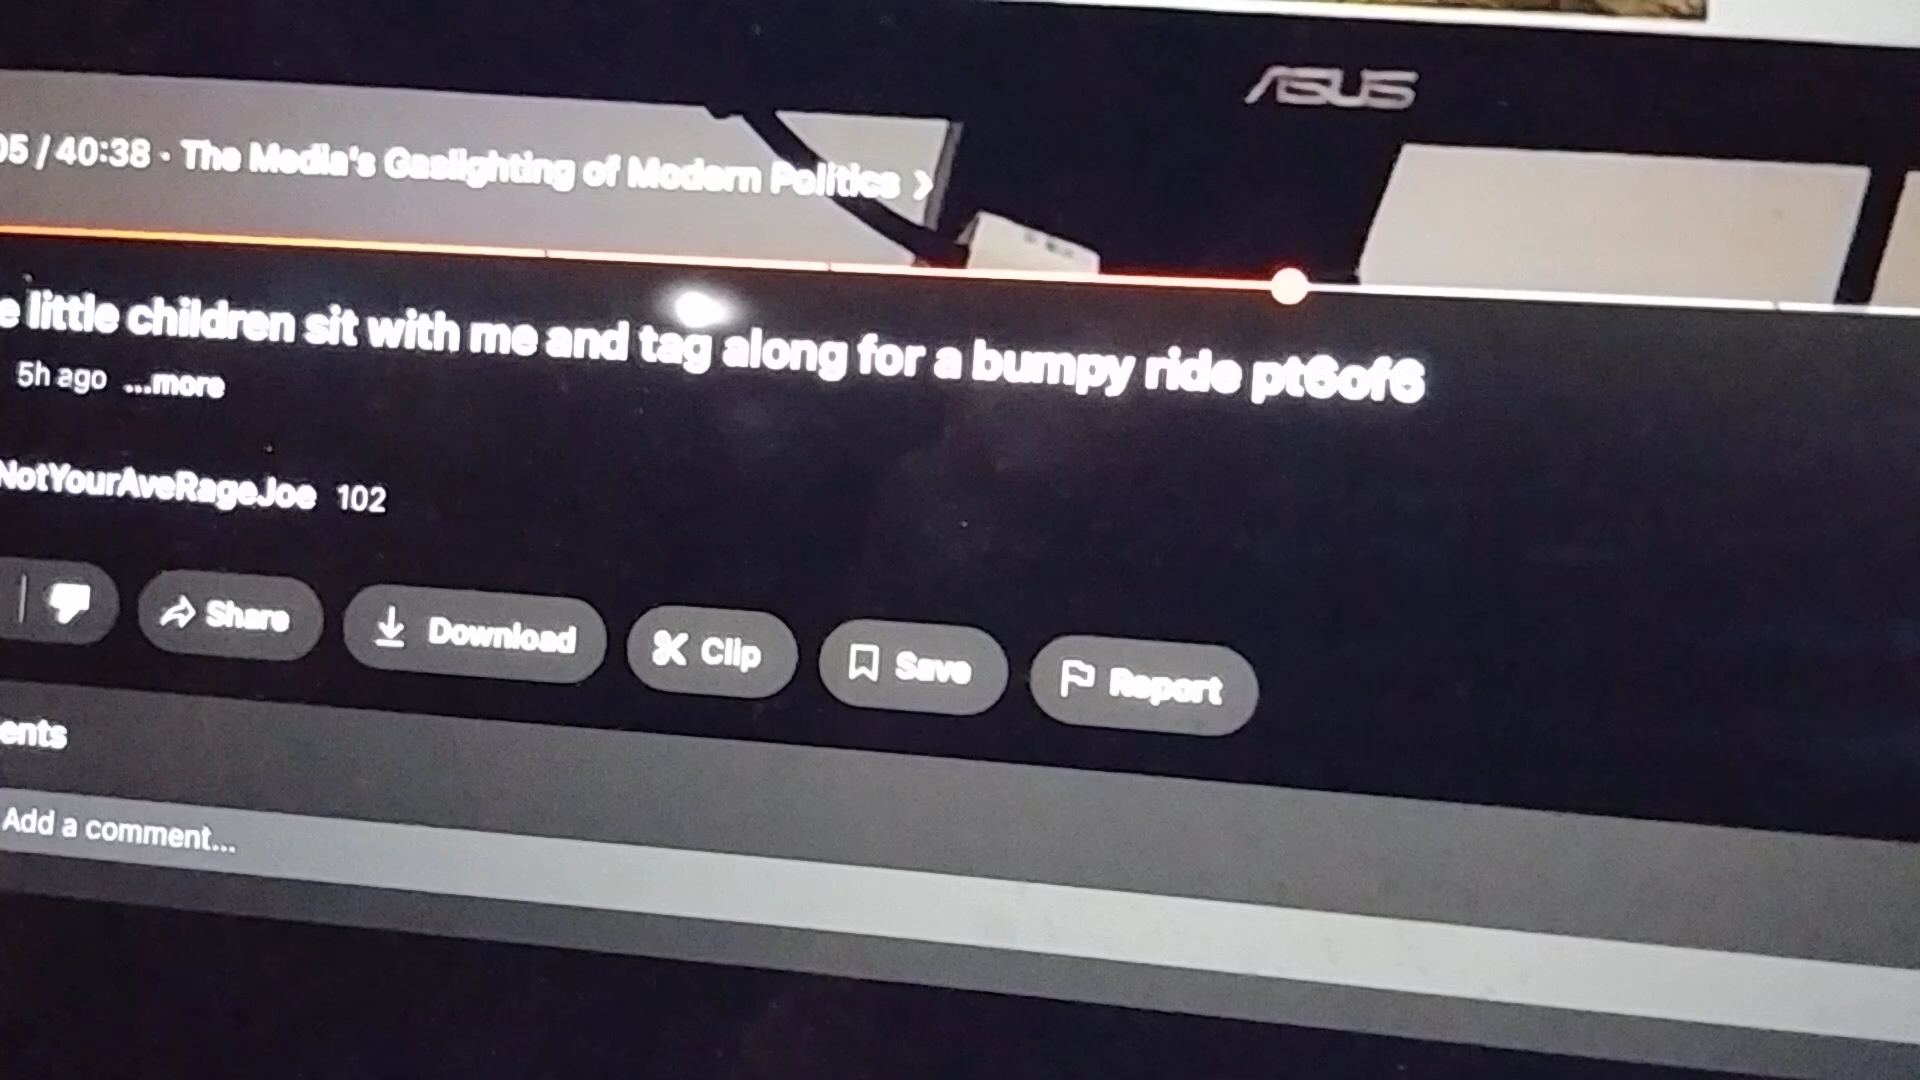 ASUS
05 / 40:38 · The Media's Gaslighting of Modern Politics >
e little children sit with me and tag along for a bumpy ride pt6of6
5h ago ...more
NotYourAveRageJoe 102
Share Download Clip Save Report
ents
Add a comment...